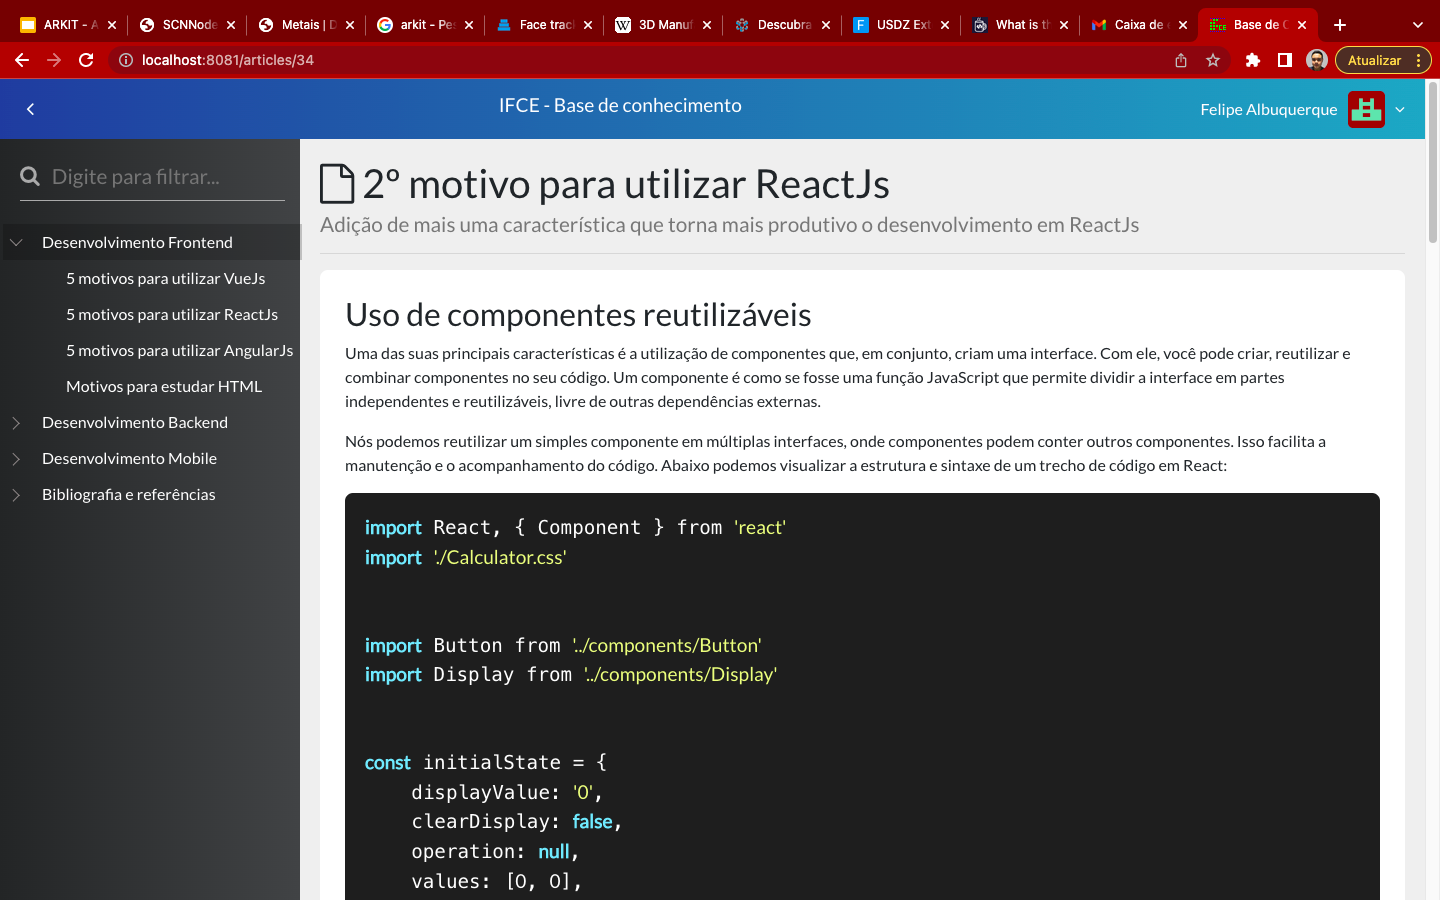 ARKIT - A
SCNNode
Metais | D
arkit - Pes
Face trac
3D Manuf
Descubra
USDZ Ext
What is th
Caixa de
Base de C
localhost:8081/articles/34
Atualizar
IFCE - Base de conhecimento
Felipe Albuquerque
Digite para filtrar...
Desenvolvimento Frontend
5 motivos para utilizar VueJs
5 motivos para utilizar ReactJs
5 motivos para utilizar AngularJs
Motivos para estudar HTML
Desenvolvimento Backend
Desenvolvimento Mobile
Bibliografia e referências
2º motivo para utilizar ReactJs
Adição de mais uma característica que torna mais produtivo o desenvolvimento em ReactJs
Uso de componentes reutilizáveis
Uma das suas principais características é a utilização de componentes que, em conjunto, criam uma interface. Com ele, você pode criar, reutilizar e
combinar componentes no seu código. Um componente é como se fosse uma função JavaScript que permite dividir a interface em partes
independentes e reutilizáveis, livre de outras dependências externas.
Nós podemos reutilizar um simples componente em múltiplas interfaces, onde componentes podem conter outros componentes. Isso facilita a
manutenção e o acompanhamento do código. Abaixo podemos visualizar a estrutura e sintaxe de um trecho de código em React:
import React, { Component } from 'react'
import './Calculator.css'
import Button from '../components/Button'
import Display from '../components/Display'
const initialState = {
displayValue: '0',
clearDisplay: false,
operation: null,
values: [0, 0],